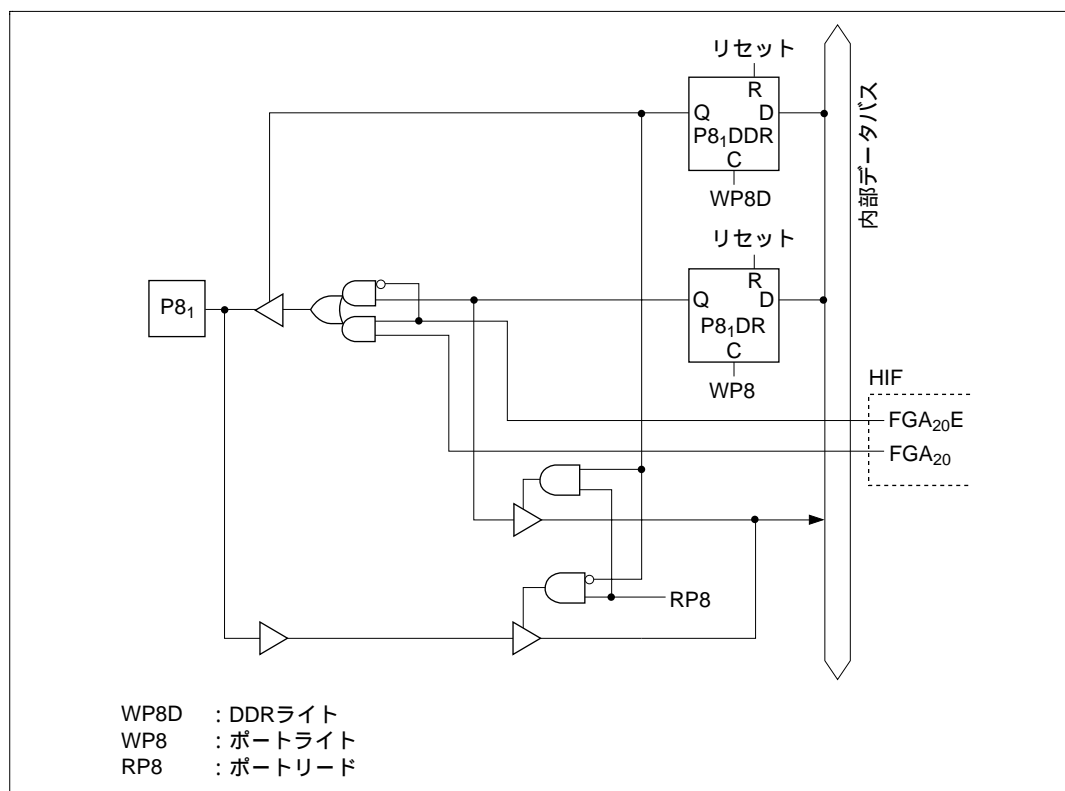 リセット
R
Q D
P8₁DDR
C
WP8D
内部データバス
リセット
R
Q D
P8₁DR
C
WP8
P8₁
HIF
FGA₂₀E
FGA₂₀
RP8
WP8D :DDRライト
WP8 :ポートライト
RP8 :ポートリード